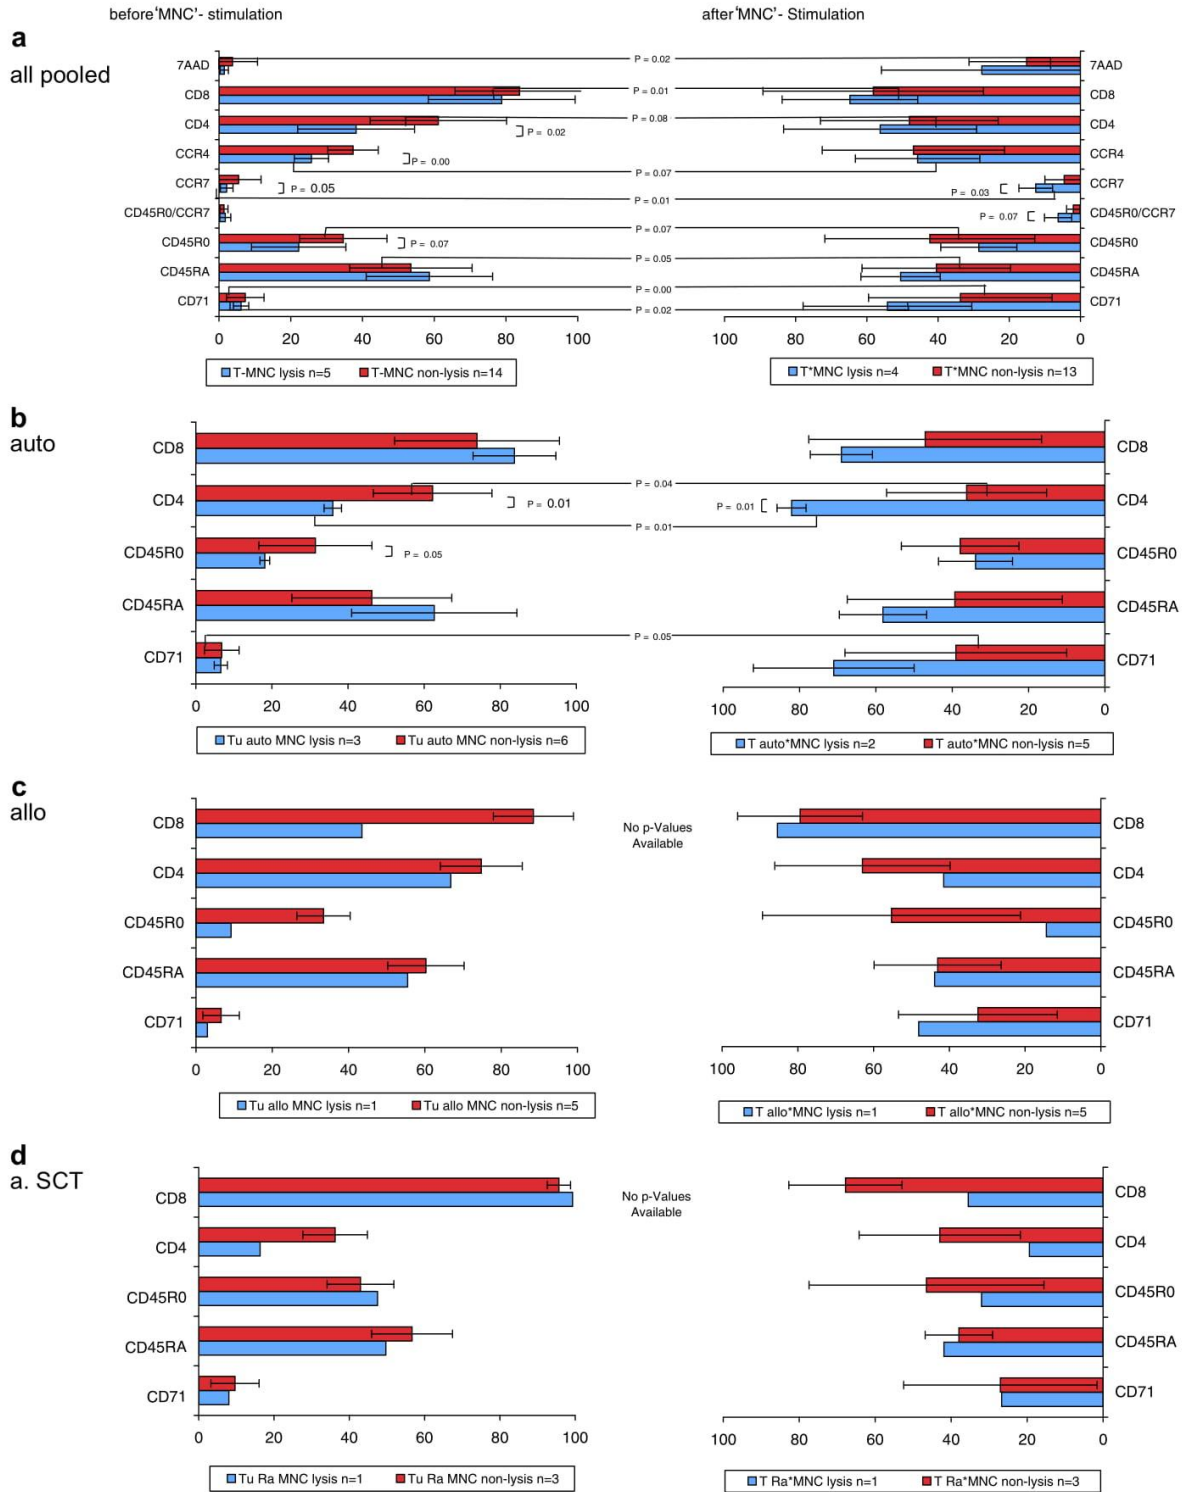 before'MNC'- stimulation
after'MNC'- Stimulation
a
all pooled
7AAD
P = 0.02
7AAD
CD8
P = 0.01
CD8
CD4
P = 0.08
CD4
P = 0.02
CCR4
P = 0.00
CCR4
P = 0.07
CCR7
P = 0.05
P = 0.03
CCR7
P = 0.01
CD45R0/CCR7
P = 0.07
CD45R0/CCR7
P = 0.07
CD45R0
P = 0.07
CD45R0
P = 0.05
CD45RA
CD45RA
P = 0.00
CD71
CD71
P = 0.02
0 20 40 60 80 100
100 80 60 40 20 0
T-MNC lysis n=5 T-MNC non-lysis n=14
T*MNC lysis n=4 T*MNC non-lysis n=13
b
auto
CD8
CD8
P = 0.04
CD4
P = 0.01
P = 0.01
CD4
P = 0.01
CD45R0
P = 0.05
CD45R0
CD45RA
CD45RA
P = 0.05
CD71
CD71
0 20 40 60 80 100
100 80 60 40 20 0
Tu auto MNC lysis n=3 Tu auto MNC non-lysis n=6
T auto*MNC lysis n=2 T auto*MNC non-lysis n=5
c
allo
CD8
No p-Values
Available
CD8
CD4
CD4
CD45R0
CD45R0
CD45RA
CD45RA
CD71
CD71
0 20 40 60 80 100
100 80 60 40 20 0
Tu allo MNC lysis n=1 Tu allo MNC non-lysis n=5
T allo*MNC lysis n=1 T allo*MNC non-lysis n=5
d
a. SCT
CD8
No p-Values
Available
CD8
CD4
CD4
CD45R0
CD45R0
CD45RA
CD45RA
CD71
CD71
0 20 40 60 80 100
100 80 60 40 20 0
Tu Ra MNC lysis n=1 Tu Ra MNC non-lysis n=3
T Ra*MNC lysis n=1 T Ra*MNC non-lysis n=3